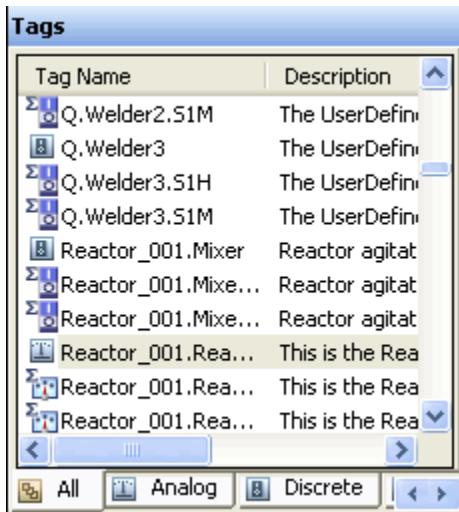 Tags
Tag Name Description
Q.Welder2.S1M The UserDefin
Q.Welder3 The UserDefin
Q.Welder3.S1H The UserDefin
Q.Welder3.S1M The UserDefin
Reactor_001.Mixer Reactor agitat
Reactor_001.Mixe... Reactor agitat
Reactor_001.Mixe... Reactor agitat
Reactor_001.Rea... This is the Rea
Reactor_001.Rea... This is the Rea
Reactor_001.Rea... This is the Rea
All Analog Discrete